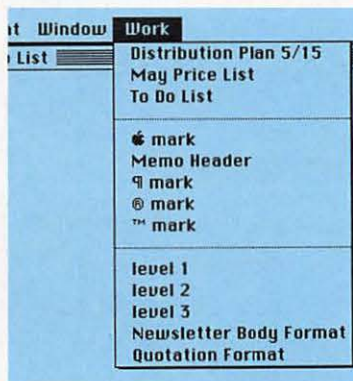 nt Window Work
o List
Distribution Plan 5/15
May Price List
To Do List
 mark
Memo Header
¶ mark
® mark
™ mark
level 1
level 2
level 3
Newsletter Body Format
Quotation Format